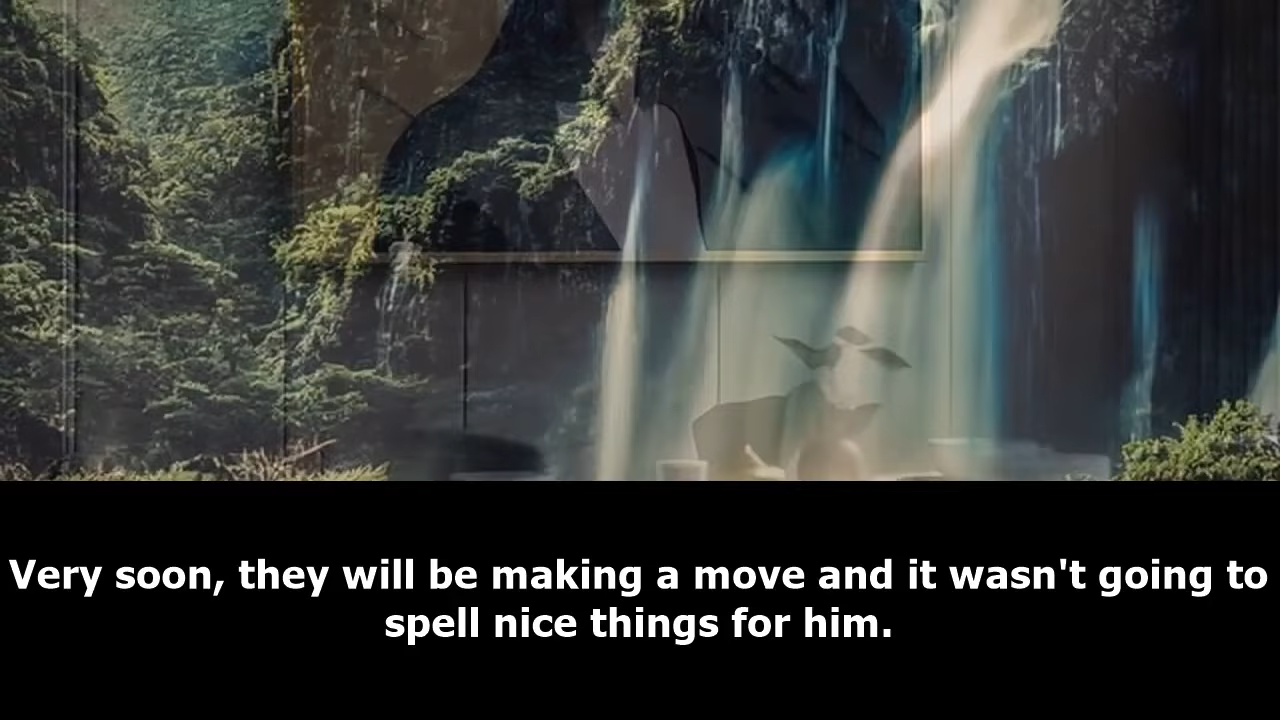 Very soon, they will be making a move and it wasn't going to
spell nice things for him.